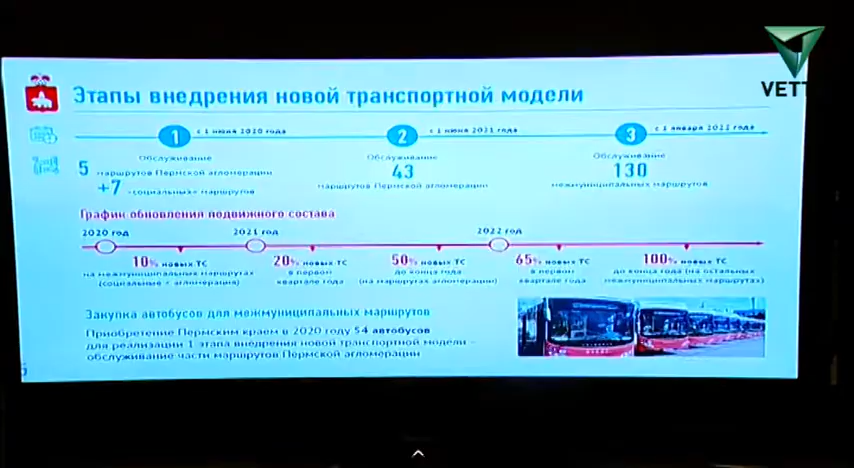 VETT
Этапы внедрения новой транспортной модели
1 с 1 июня 2020 года
2 с 1 июня 2021 года
3 с 1 января 2022 года
Обслуживание
5 маршрутов Пермской агломерации
+7 «социальных» маршрутов
Обслуживание
43
маршрутов Пермской агломерации
Обслуживание
130
межмуниципальных маршрутов
График обновления подвижного состава
2020 год
2021 год
2022 год
10% новых ТС
на межмуниципальных маршрутах
(социальные + агломерация)
20% новых ТС
в первом
квартале года
50% новых ТС
до конца года
(на маршрутах агломерации)
65% новых ТС
в первом
квартале года
100% новых ТС
до конца года (на остальных
межмуниципальных маршрутах)
Закупка автобусов для межмуниципальных маршрутов
Приобретение Пермским краем в 2020 году 54 автобусов
для реализации 1 этапа внедрения новой транспортной модели –
обслуживание части маршрутов Пермской агломерации